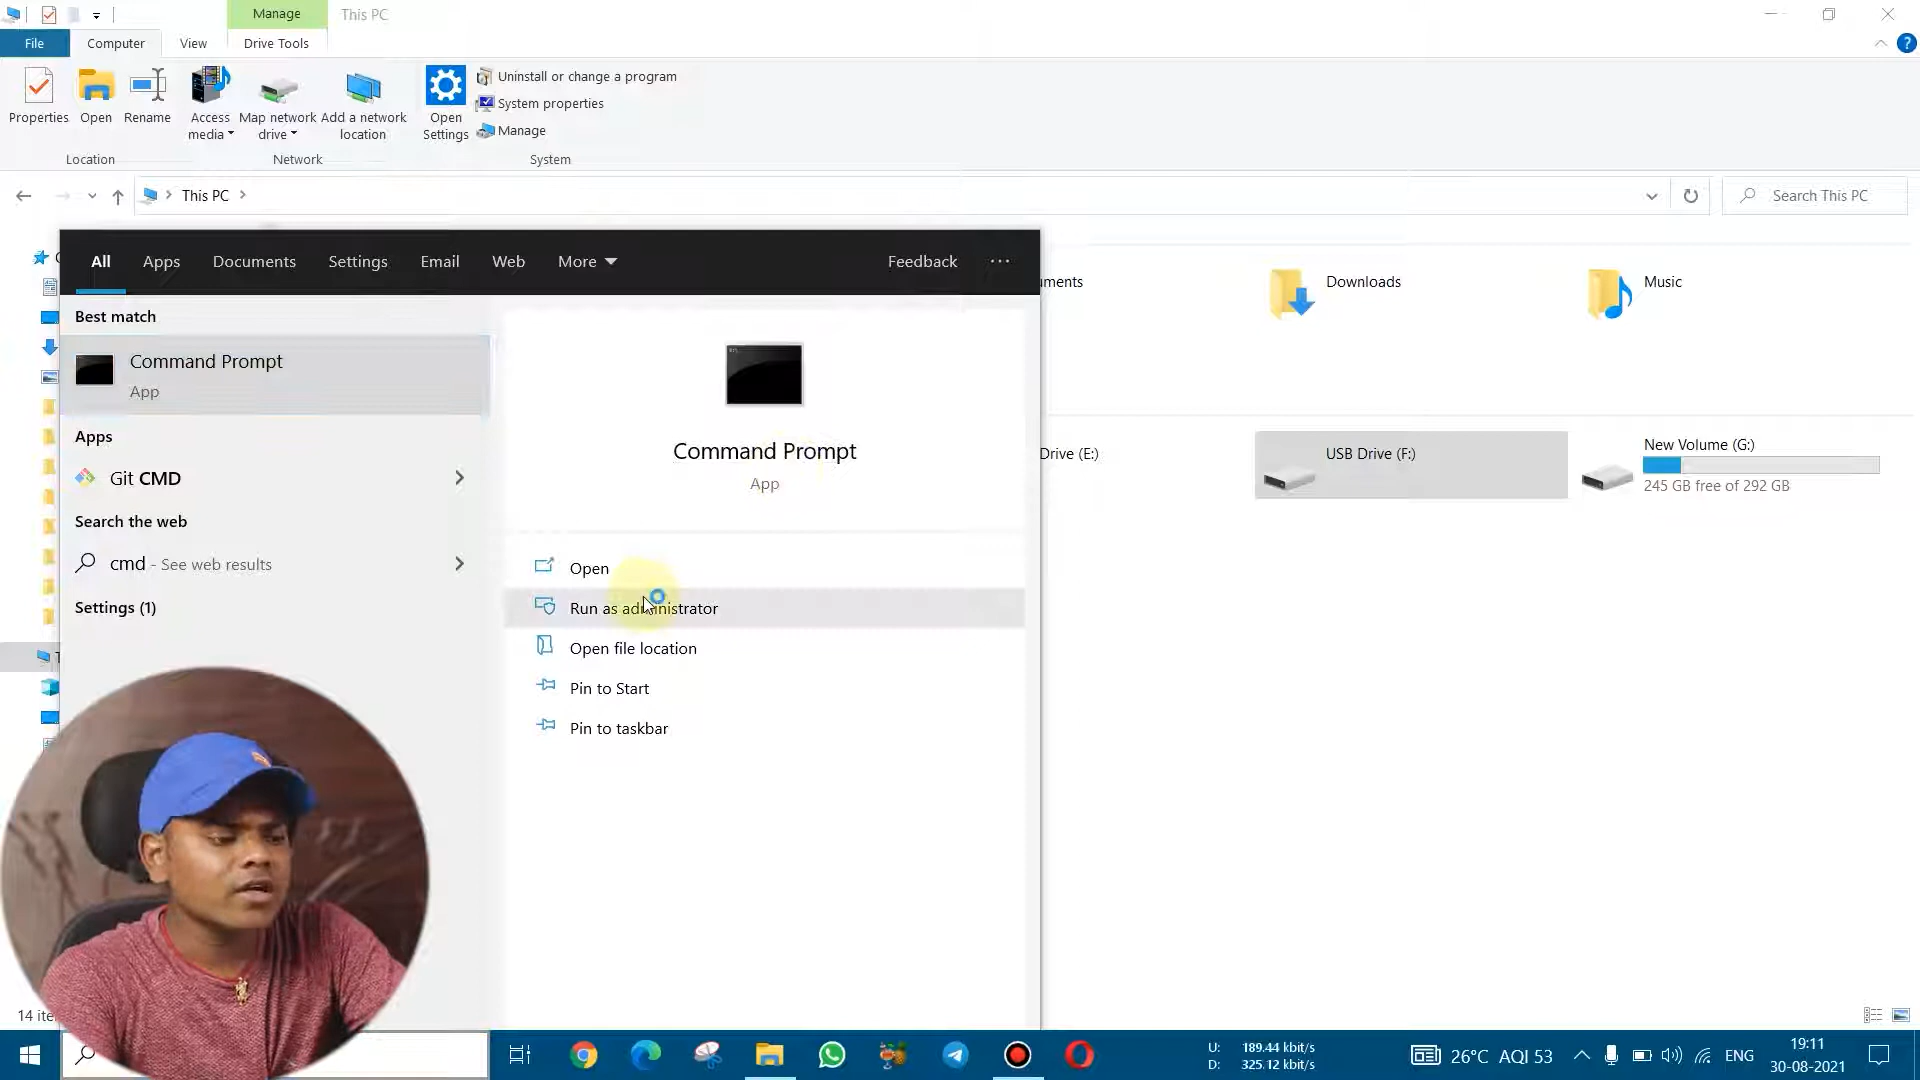 Manage
This PC
File
Computer
View
Drive Tools
Properties
Open
Rename
Access media
Map network drive
Add a network location
Open Settings
Uninstall or change a program
System properties
Manage
Location
Network
System
This PC
Search This PC
All
Apps
Documents
Settings
Email
Web
More
Feedback
Best match
Command Prompt
App
Apps
Git CMD
Search the web
cmd - See web results
Settings (1)
Command Prompt
App
Open
Run as administrator
Open file location
Pin to Start
Pin to taskbar
Downloads
Music
Drive (E:)
USB Drive (F:)
New Volume (G:)
245 GB free of 292 GB
14
U: 189.44 kbit/s
D: 325.12 kbit/s
26°C AQI 53
ENG
19:11
30-08-2021